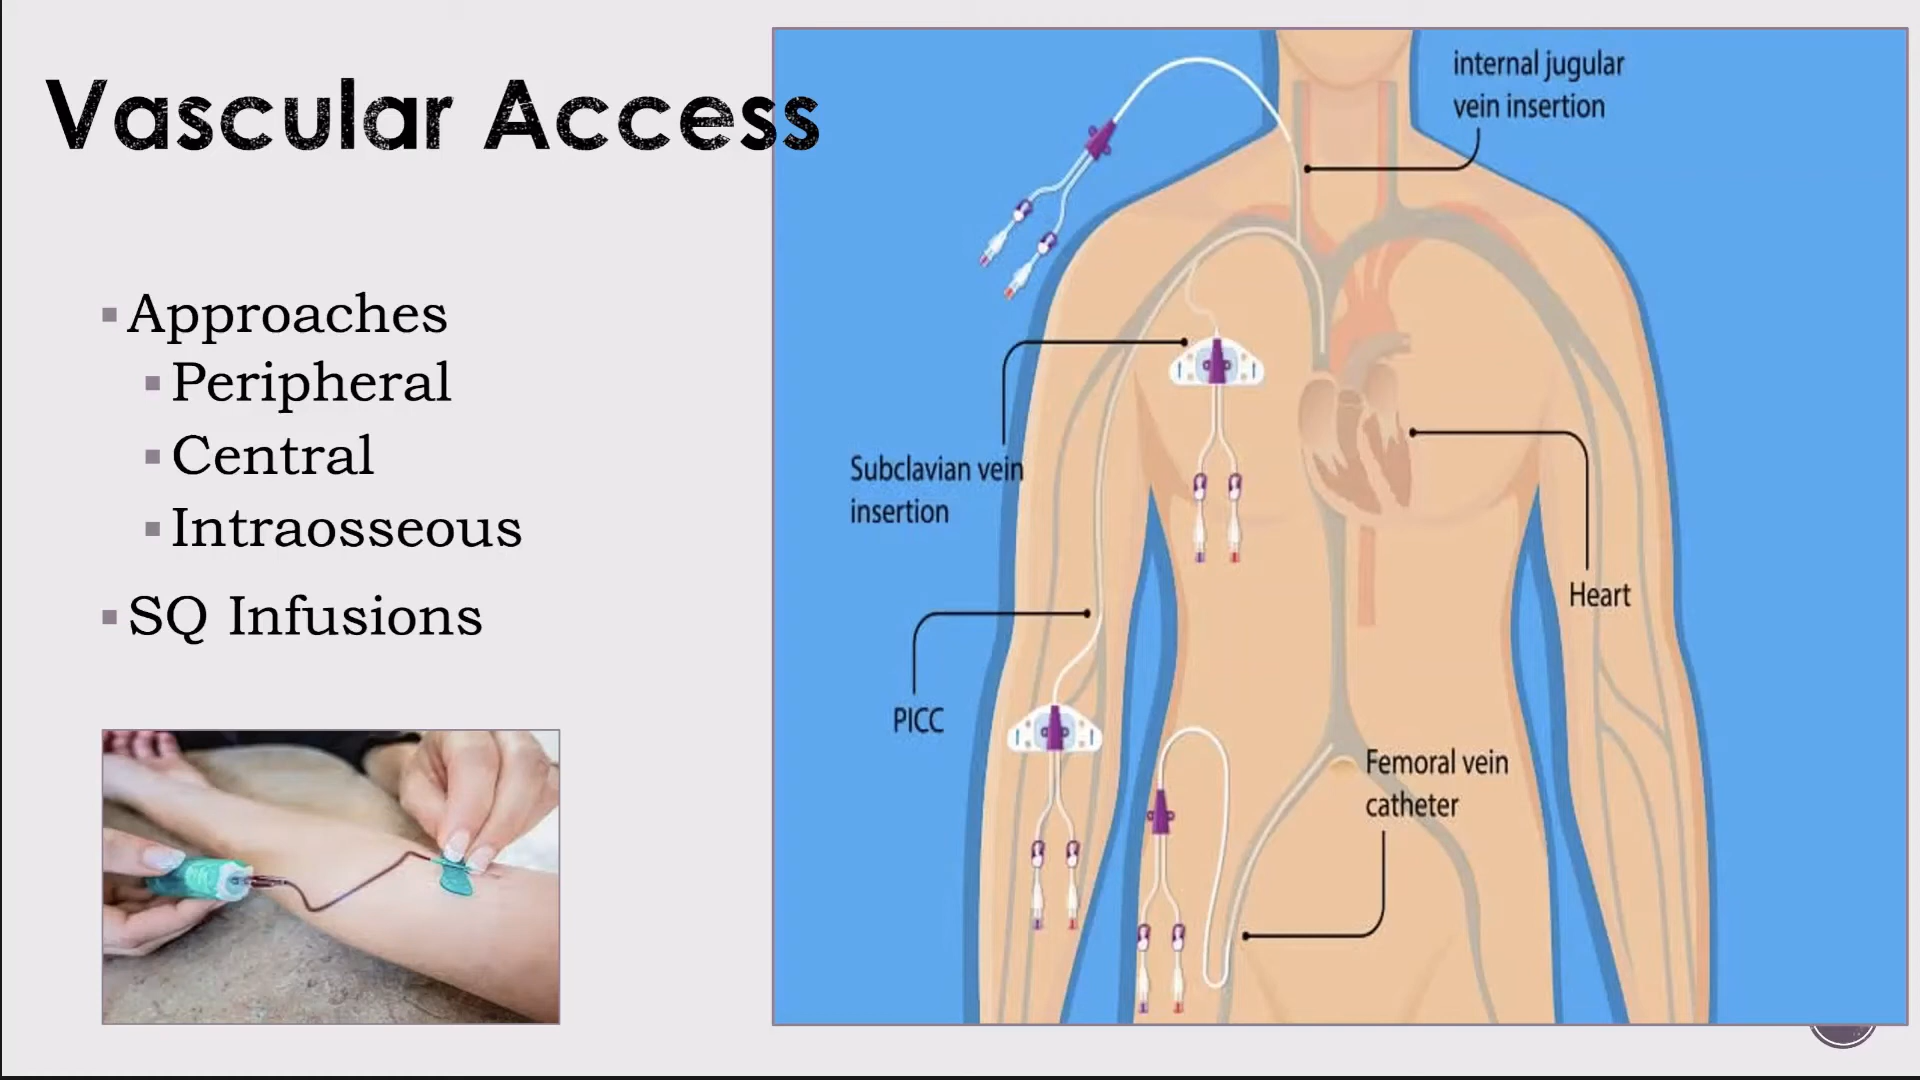 Vascular Access
Approaches
Peripheral
Central
Intraosseous
SQ Infusions
internal jugular
vein insertion
Subclavian vein
insertion
Heart
PICC
Femoral vein
catheter